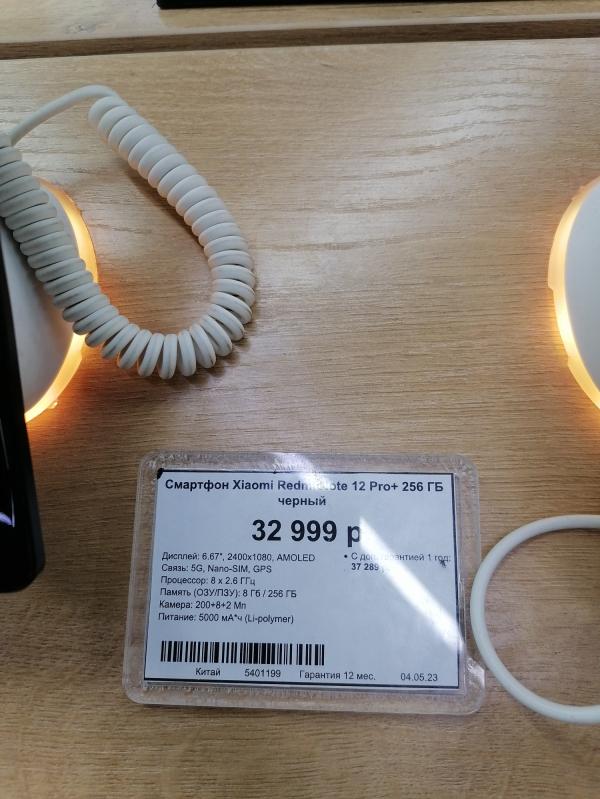 Смартфон Xiaomi Redmi Note 12 Pro+ 256 ГБ
черный
32 999 р
Дисплей: 6.67", 2400x1080, AMOLED
• С доп. гарантией 1 год:
Связь: 5G, Nano-SIM, GPS
37 289
Процессор: 8 x 2.6 ГГц
Память (ОЗУ/ПЗУ): 8 Гб / 256 ГБ
Камера: 200+8+2 Мп
Питание: 5000 мА*ч (Li-polymer)
Китай 5401199 Гарантия 12 мес. 04.05.23